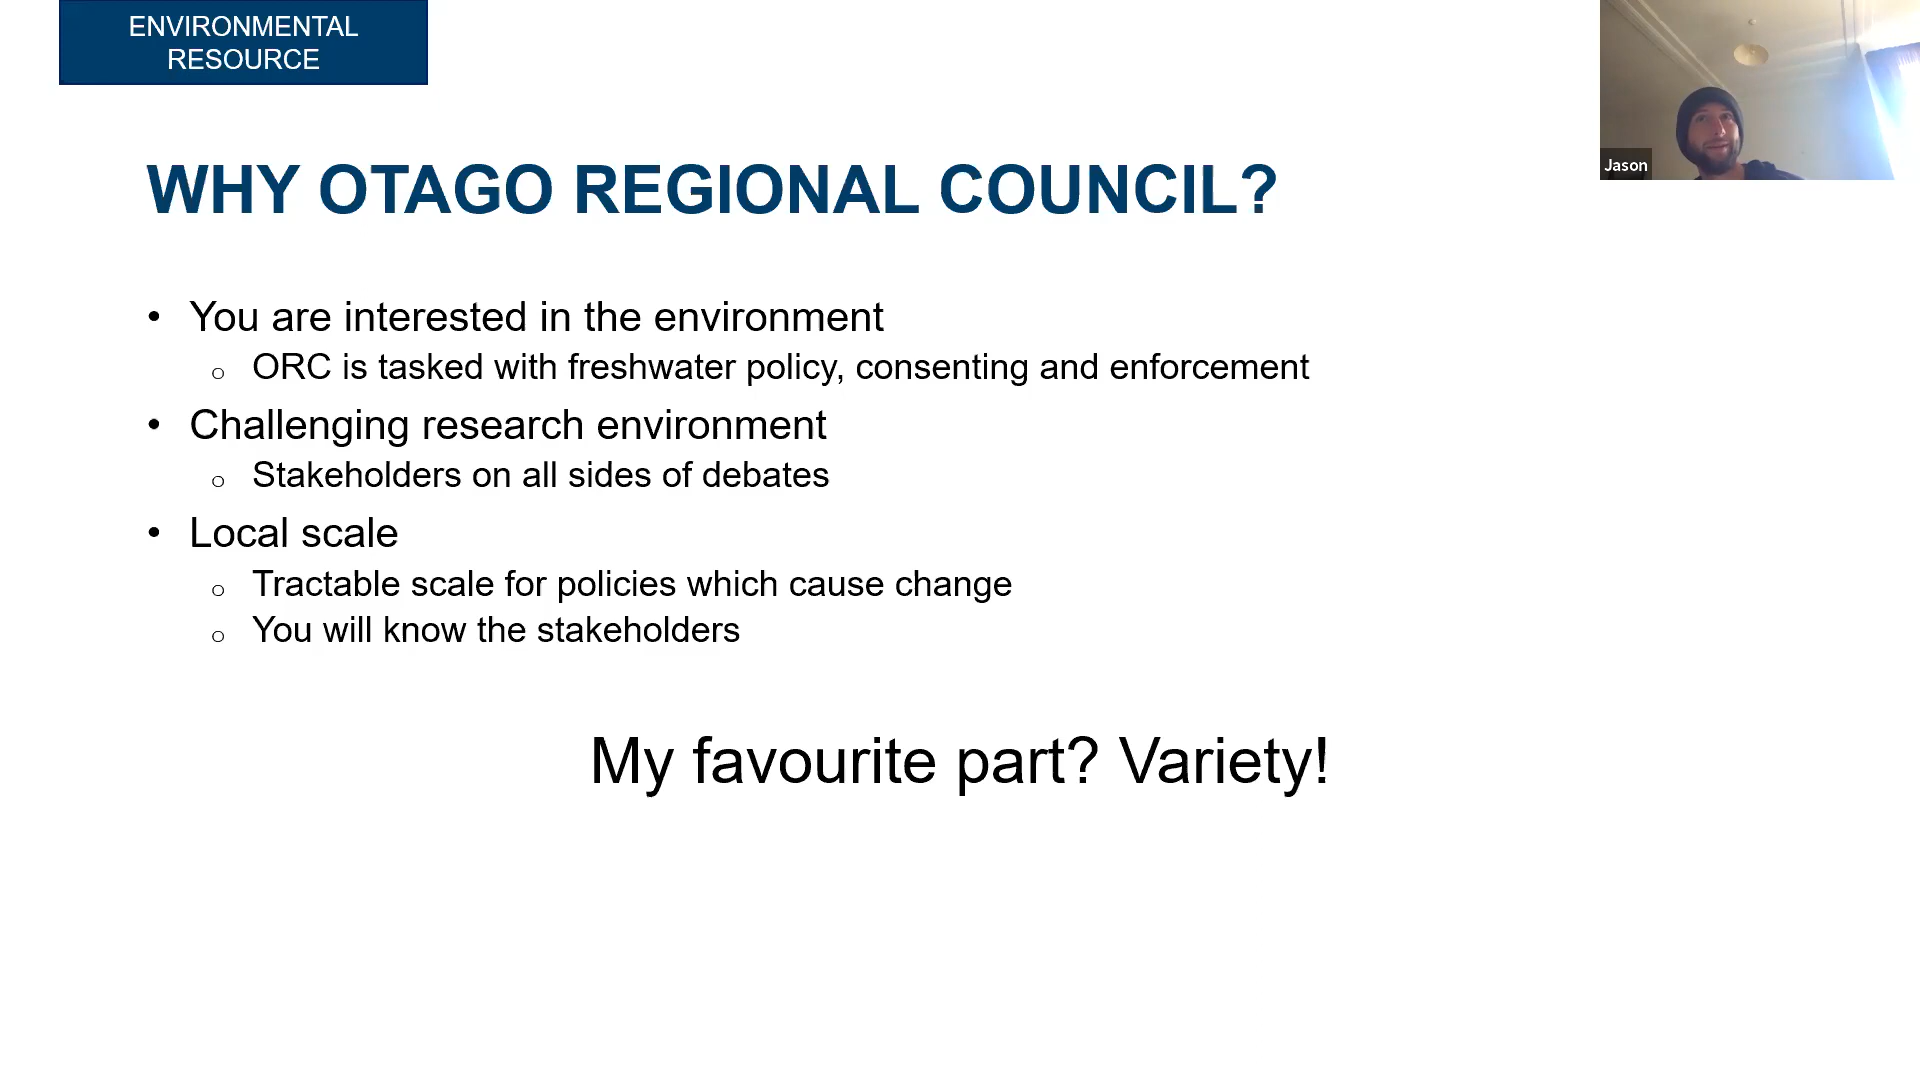 ENVIRONMENTAL
RESOURCE
Jason
WHY OTAGO REGIONAL COUNCIL?
• You are interested in the environment
o ORC is tasked with freshwater policy, consenting and enforcement
• Challenging research environment
o Stakeholders on all sides of debates
• Local scale
o Tractable scale for policies which cause change
o You will know the stakeholders
My favourite part? Variety!